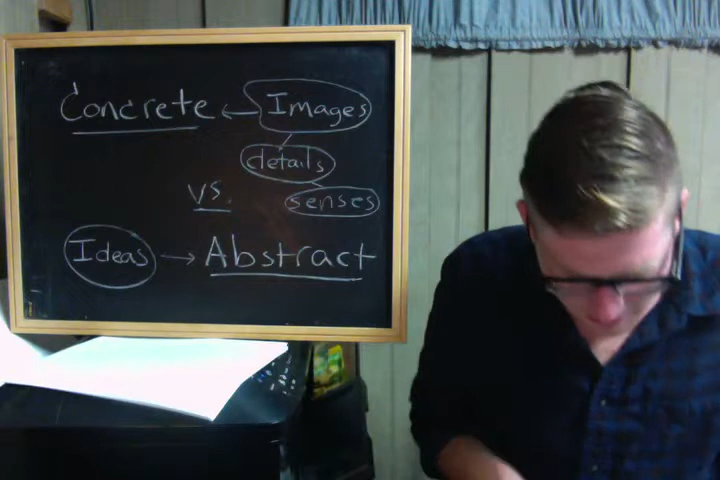 Concrete ← Images
details
vs.
senses
Ideas → Abstract